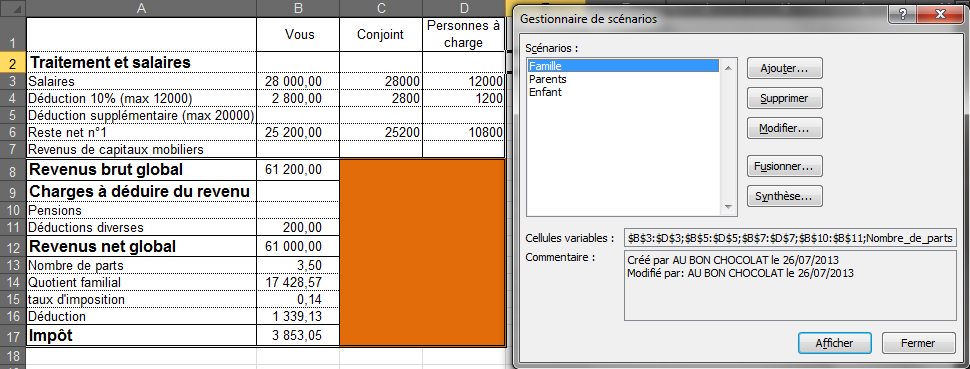 A B C D
1 Vous Conjoint Personnes à charge
2 Traitement et salaires
3 Salaires 28 000,00 28000 12000
4 Déduction 10% (max 12000) 2 800,00 2800 1200
5 Déduction supplémentaire (max 20000)
6 Reste net n°1 25 200,00 25200 10800
7 Revenus de capitaux mobiliers
8 Revenus brut global 61 200,00
9 Charges à déduire du revenu
10 Pensions
11 Déductions diverses 200,00
12 Revenus net global 61 000,00
13 Nombre de parts 3,50
14 Quotient familial 17 428,57
15 taux d'imposition 0,14
16 Déduction 1 339,13
17 Impôt 3 853,05
18
Gestionnaire de scénarios
Scénarios :
Famille
Parents
Enfant
Ajouter...
Supprimer
Modifier...
Fusionner...
Synthèse...
Cellules variables : $B$3:$D$3;$B$5:$D$5;$B$7:$D$7;$B$10:$B$11;Nombre_de_parts
Commentaire : Créé par AU BON CHOCOLAT le 26/07/2013
Modifié par: AU BON CHOCOLAT le 26/07/2013
Afficher Fermer